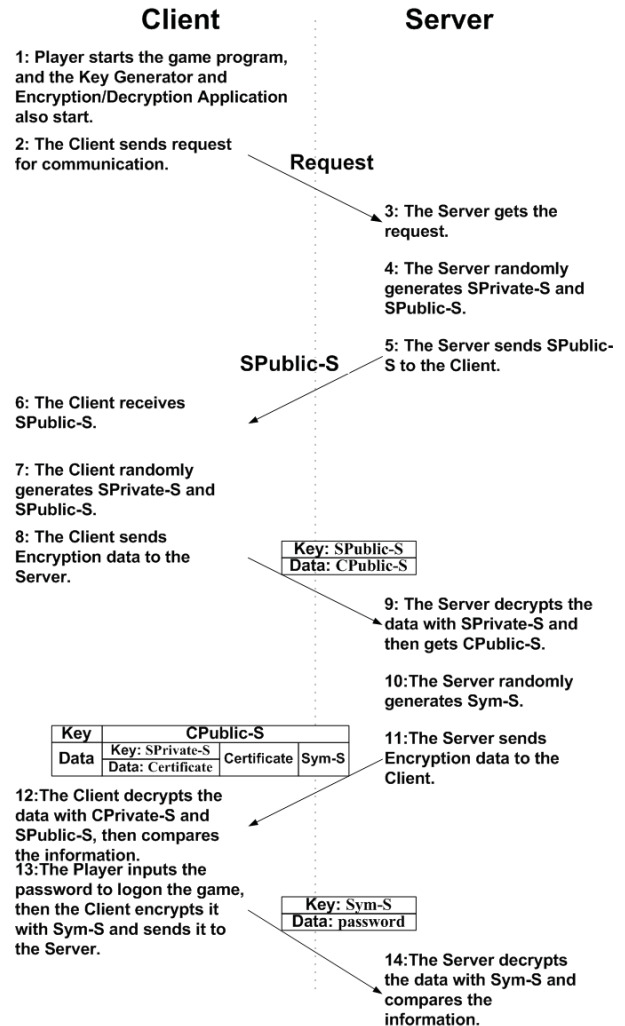 Client
Server
1: Player starts the game program,
and the Key Generator and
Encryption/Decryption Application
also start.
2: The Client sends request
for communication.
Request
3: The Server gets the
request.
4: The Server randomly
generates SPrivate-S and
SPublic-S.
5: The Server sends SPublic-
S to the Client.
SPublic-S
6: The Client receives
SPublic-S.
7: The Client randomly
generates SPrivate-S and
SPublic-S.
8: The Client sends
Encryption data to the
Server.
Key: SPublic-S
Data: CPublic-S
9: The Server decrypts the
data with SPrivate-S and
then gets CPublic-S.
10:The Server randomly
generates Sym-S.
11:The Server sends
Encryption data to the
Client.
Key CPublic-S
Data Key: SPrivate-S Certificate Sym-S
Data: Certificate
12:The Client decrypts the
data with CPrivate-S and
SPublic-S, then compares
the information.
13:The Player inputs the
password to logon the game,
then the Client encrypts it
with Sym-S and sends it to
the Server.
Key: Sym-S
Data: password
14:The Server decrypts
the data with Sym-S and
compares the
information.